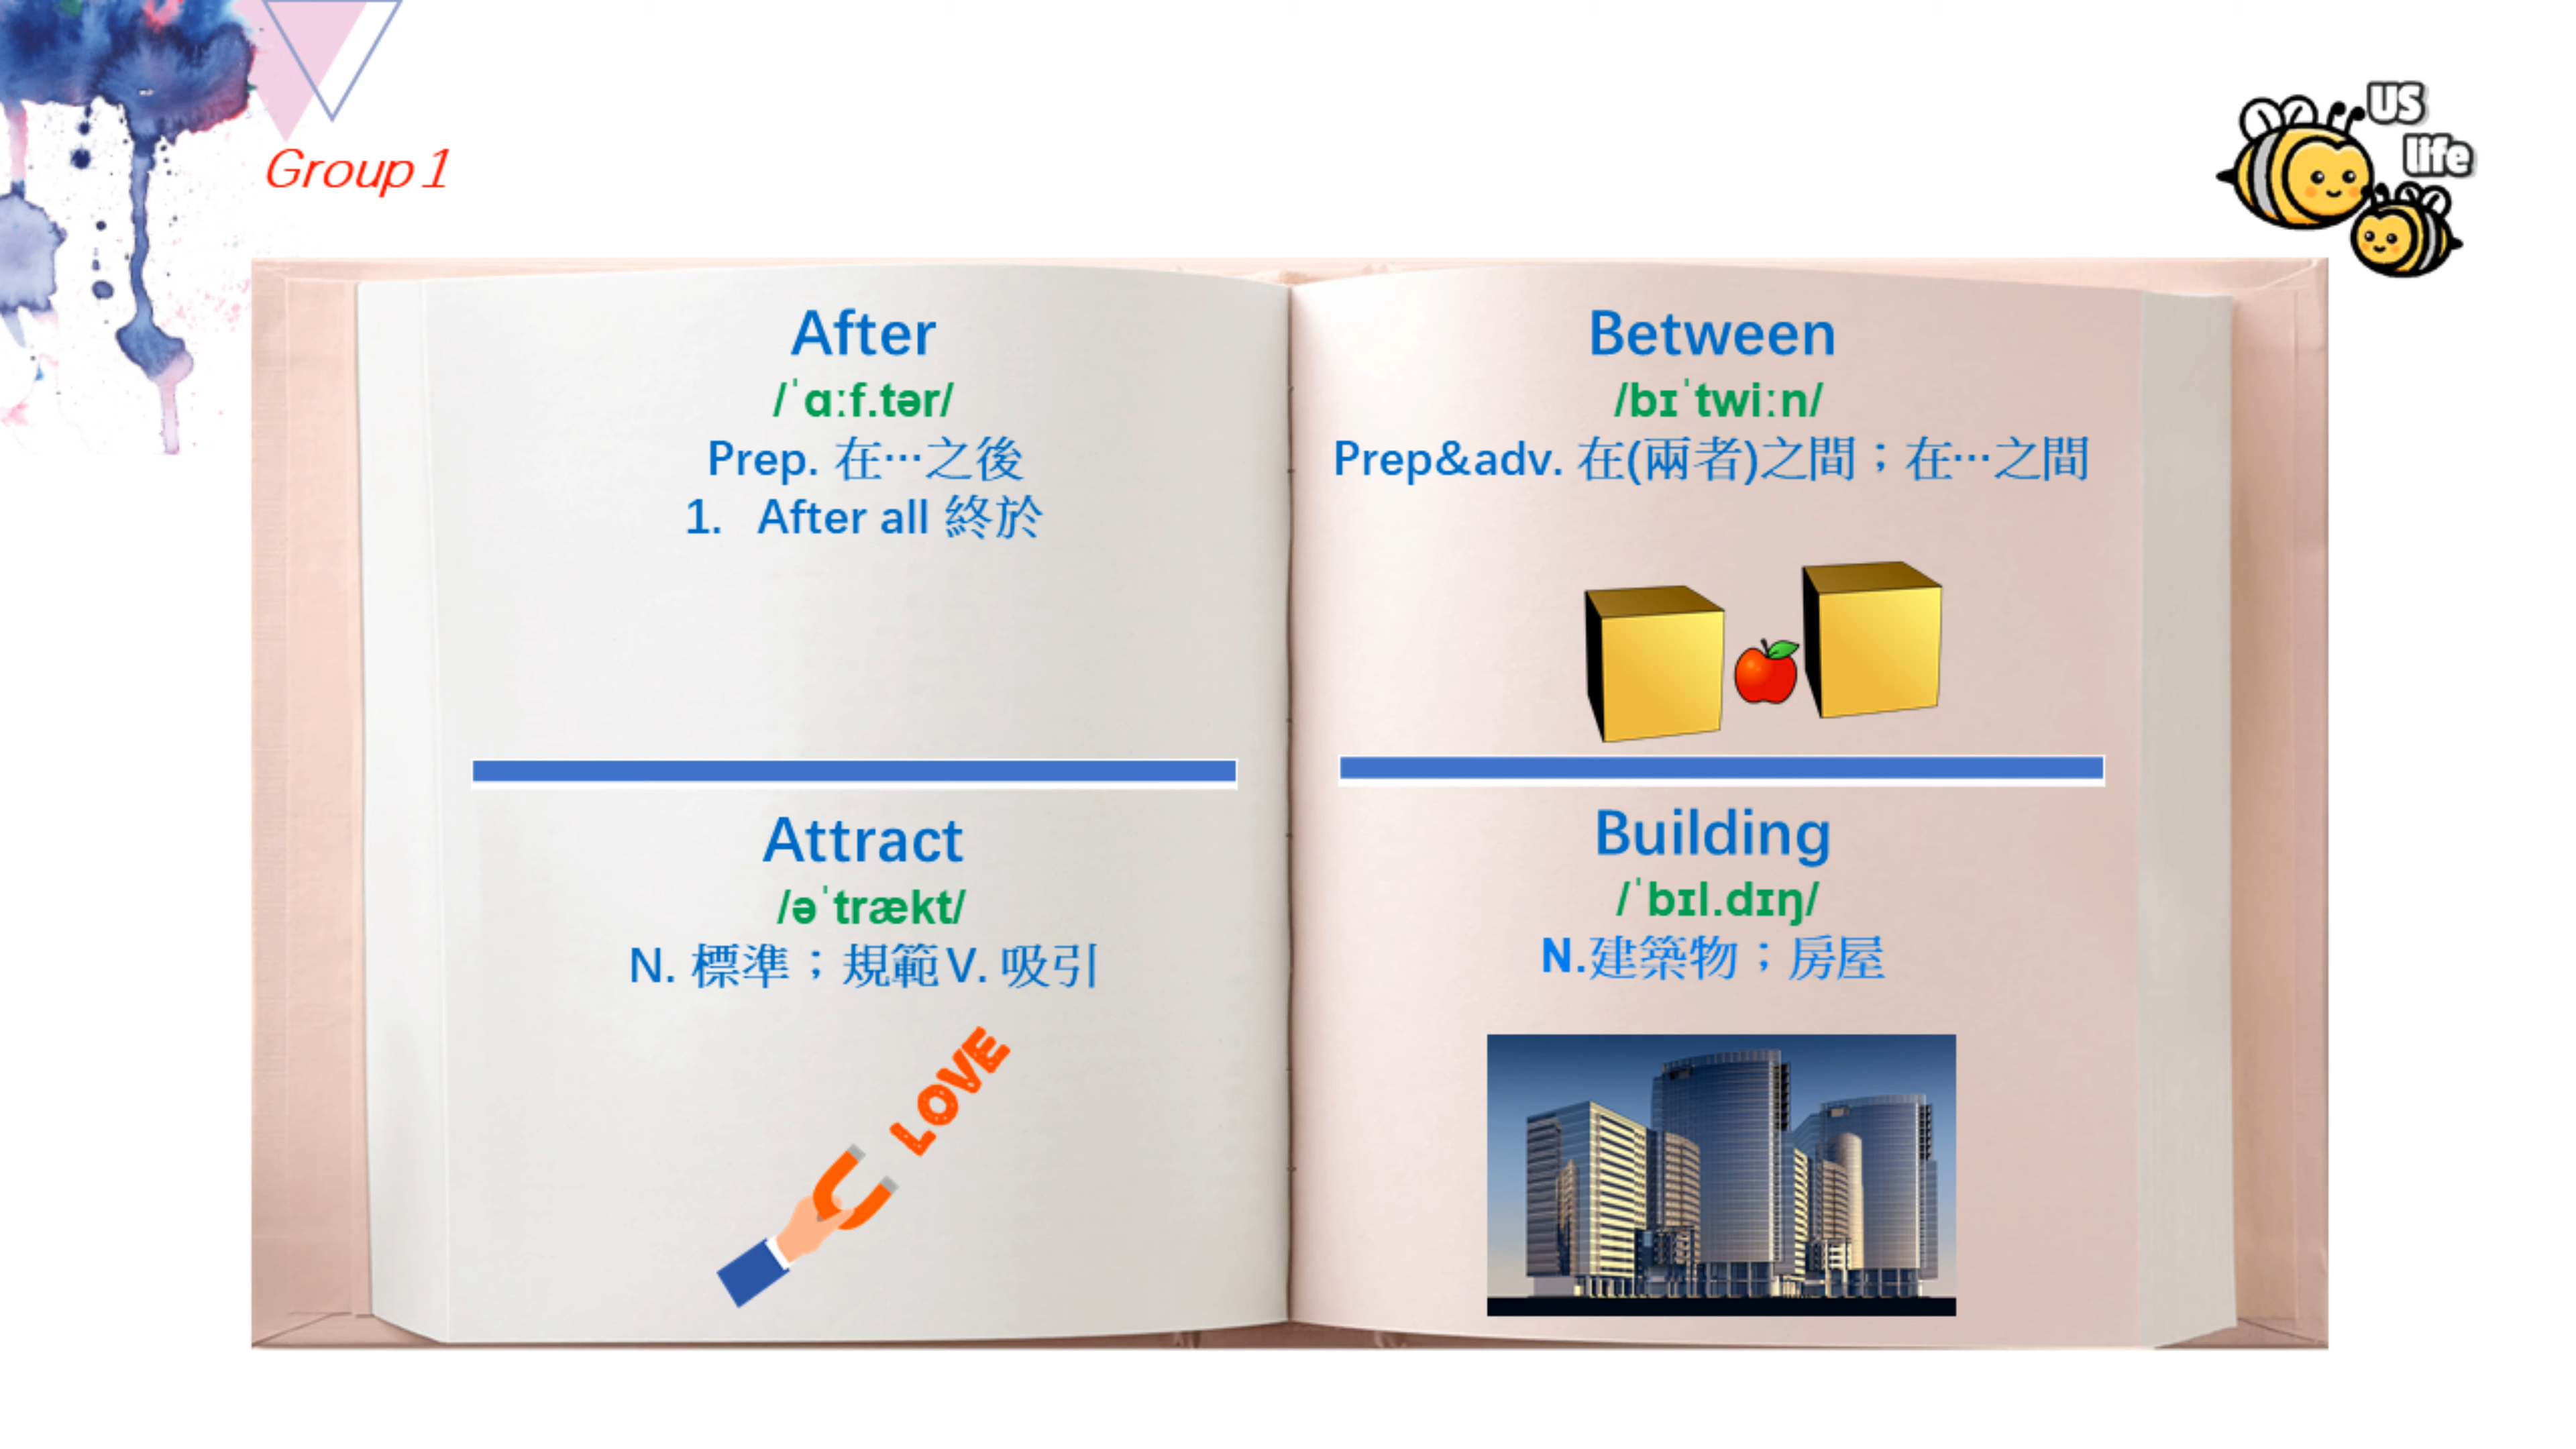 Group 1
US
life
After
/ˈɑːf.tər/
Prep. 在…之後
1. After all 終於
Attract
/əˈtrækt/
N. 標準；規範 V. 吸引
LOVE
Between
/bɪˈtwiːn/
Prep&adv. 在(兩者)之間；在…之間
Building
/ˈbɪl.dɪŋ/
N.建築物；房屋